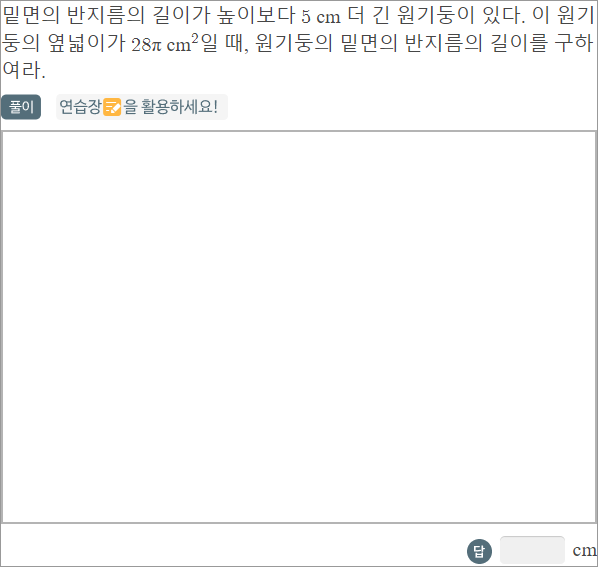 밑면의 반지름의 길이가 높이보다 5 cm 더 긴 원기둥이 있다. 이 원기
둥의 옆넓이가 28π cm²일 때, 원기둥의 밑면의 반지름의 길이를 구하
여라.
풀이 연습장을 활용하세요!
답 cm